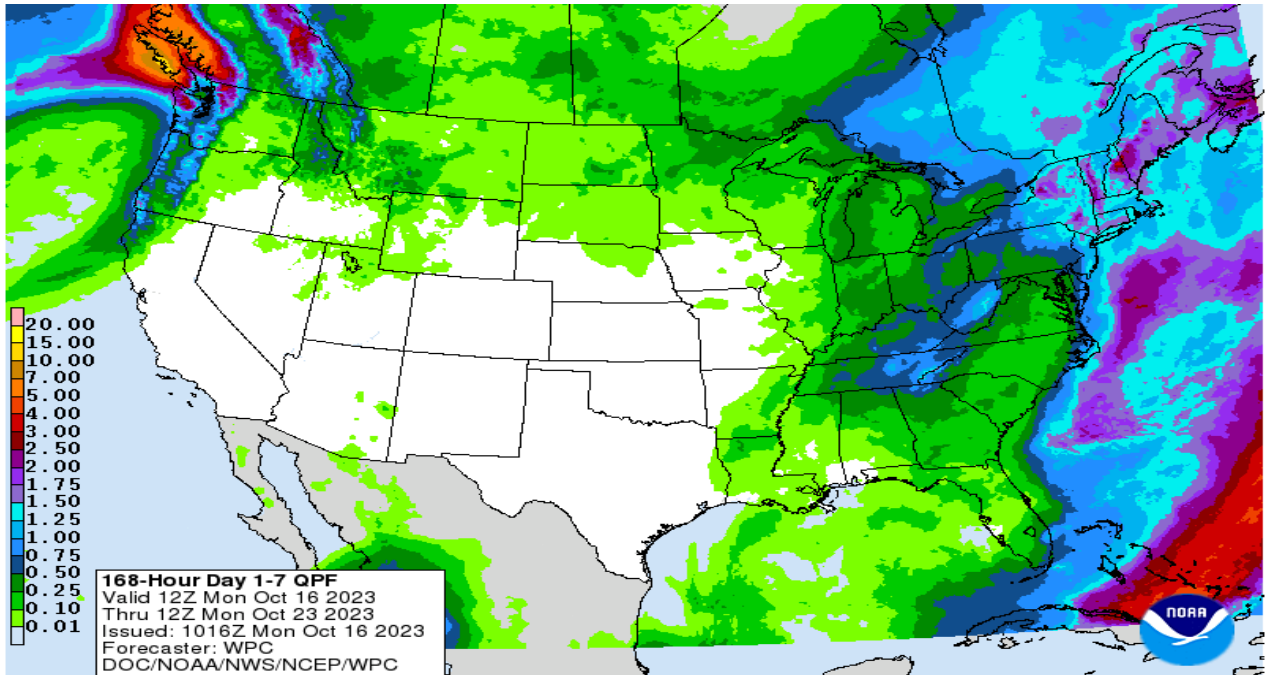 20.00
15.00
10.00
7.00
5.00
4.00
3.00
2.50
2.00
1.75
1.50
1.25
1.00
0.75
0.50
0.25
0.10
0.01
168-Hour Day 1-7 QPF
Valid 12Z Mon Oct 16 2023
Thru 12Z Mon Oct 23 2023
Issued: 1016Z Mon Oct 16 2023
Forecaster: WPC
DOC/NOAA/NWS/NCEP/WPC
NOAA